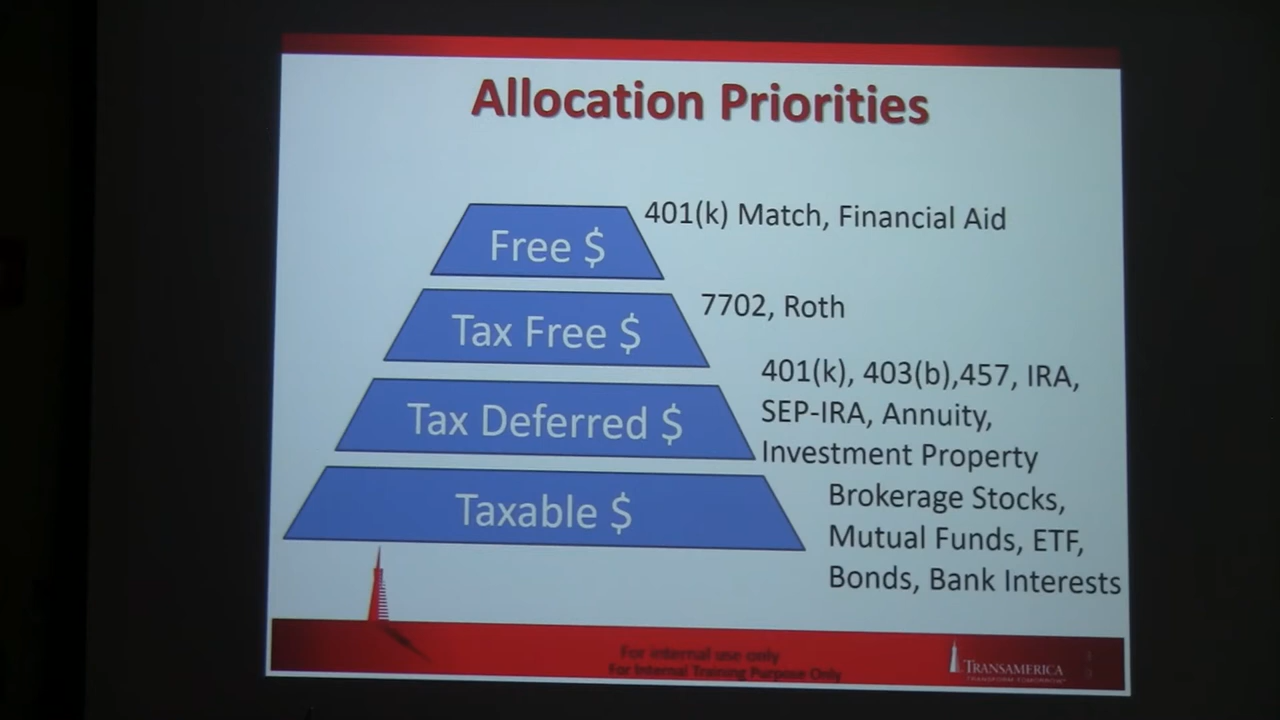 Allocation Priorities
Free $
401(k) Match, Financial Aid
Tax Free $
7702, Roth
Tax Deferred $
401(k), 403(b),457, IRA,
SEP-IRA, Annuity,
Investment Property
Taxable $
Brokerage Stocks,
Mutual Funds, ETF,
Bonds, Bank Interests
For internal use only
For Internal Training Purpose Only
TRANSAMERICA
TRANSFORM TOMORROW